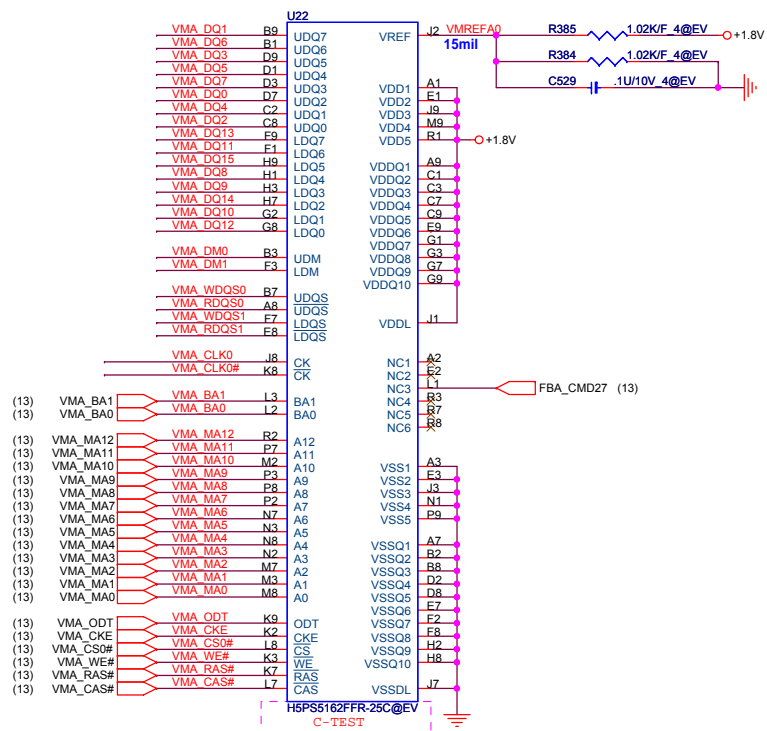 U22
VMA_DQ1 B9 UDQ7 VREF J2 VMREFA0 R385 1.02K/F_4@EV +1.8V
VMA_DQ6 B1 UDQ6 15mil
VMA_DQ3 D9 UDQ5 R384 1.02K/F_4@EV
VMA_DQ5 D1 UDQ4
VMA_DQ7 D3 UDQ3 VDD1 A1 C529 .1U/10V_4@EV
VMA_DQ0 D7 UDQ2 VDD2 E1
VMA_DQ4 C2 UDQ1 VDD3 J9
VMA_DQ2 C8 UDQ0 VDD4 M9
VMA_DQ13 F9 LDQ7 VDD5 R1 +1.8V
VMA_DQ11 F1 LDQ6
VMA_DQ15 H9 LDQ5 VDDQ1 A9
VMA_DQ8 H1 LDQ4 VDDQ2 C1
VMA_DQ9 H3 LDQ3 VDDQ3 C3
VMA_DQ14 H7 LDQ2 VDDQ4 C7
VMA_DQ10 G2 LDQ1 VDDQ5 C9
VMA_DQ12 G8 LDQ0 VDDQ6 E9
VDDQ7 G1
VMA_DM0 B3 UDM VDDQ8 G3
VMA_DM1 F3 LDM VDDQ9 G7
VDDQ10 G9
VMA_WDQS0 B7 UDQS
VMA_RDQS0 A8 UDQS
VMA_WDQS1 F7 LDQS VDDL J1
VMA_RDQS1 E8 LDQS
VMA_CLK0 J8 CK NC1 A2
VMA_CLK0# K8 CK NC2 E2
NC3 L1 FBA_CMD27 (13)
(13) VMA_BA1 VMA_BA1 L3 BA1 NC4 R3
(13) VMA_BA0 VMA_BA0 L2 BA0 NC5 R7
NC6 R8
(13) VMA_MA12 VMA_MA12 R2 A12
(13) VMA_MA11 VMA_MA11 P7 A11
(13) VMA_MA10 VMA_MA10 M2 A10 VSS1 A3
(13) VMA_MA9 VMA_MA9 P3 A9 VSS2 E3
(13) VMA_MA8 VMA_MA8 P8 A8 VSS3 J3
(13) VMA_MA7 VMA_MA7 P2 A7 VSS4 N1
(13) VMA_MA6 VMA_MA6 N7 A6 VSS5 P9
(13) VMA_MA5 VMA_MA5 N3 A5
(13) VMA_MA4 VMA_MA4 N8 A4 VSSQ1 A7
(13) VMA_MA3 VMA_MA3 N2 A3 VSSQ2 B2
(13) VMA_MA2 VMA_MA2 M7 A2 VSSQ3 B8
(13) VMA_MA1 VMA_MA1 M3 A1 VSSQ4 D2
(13) VMA_MA0 VMA_MA0 M8 A0 VSSQ5 D8
VSSQ6 E7
(13) VMA_ODT VMA_ODT K9 ODT VSSQ7 F2
(13) VMA_CKE VMA_CKE K2 CKE VSSQ8 F8
(13) VMA_CS0# VMA_CS0# L8 CS VSSQ9 H2
(13) VMA_WE# VMA_WE# K3 WE VSSQ10 H8
(13) VMA_RAS# VMA_RAS# K7 RAS
(13) VMA_CAS# VMA_CAS# L7 CAS VSSDL J7
H5PS5162FFR-25C@EV
C-TEST